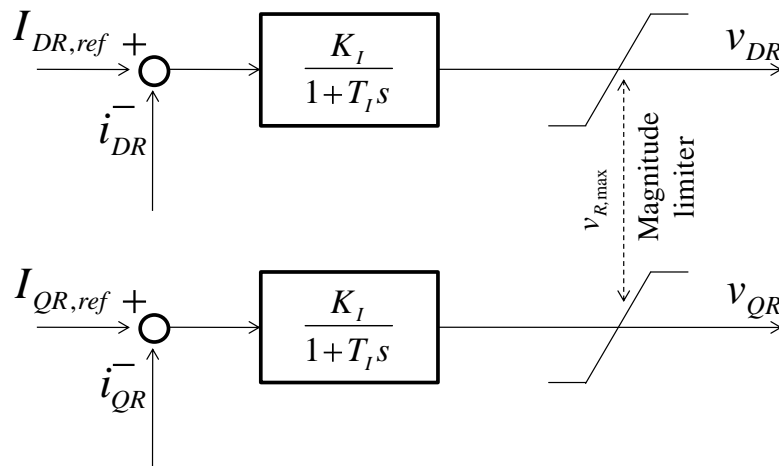 I_{DR,ref} +
K_I / (1+T_I s)
v_{DR}
−
i_{DR}
v_{R,max}
Magnitude
limiter
I_{QR,ref} +
K_I / (1+T_I s)
v_{QR}
−
i_{QR}